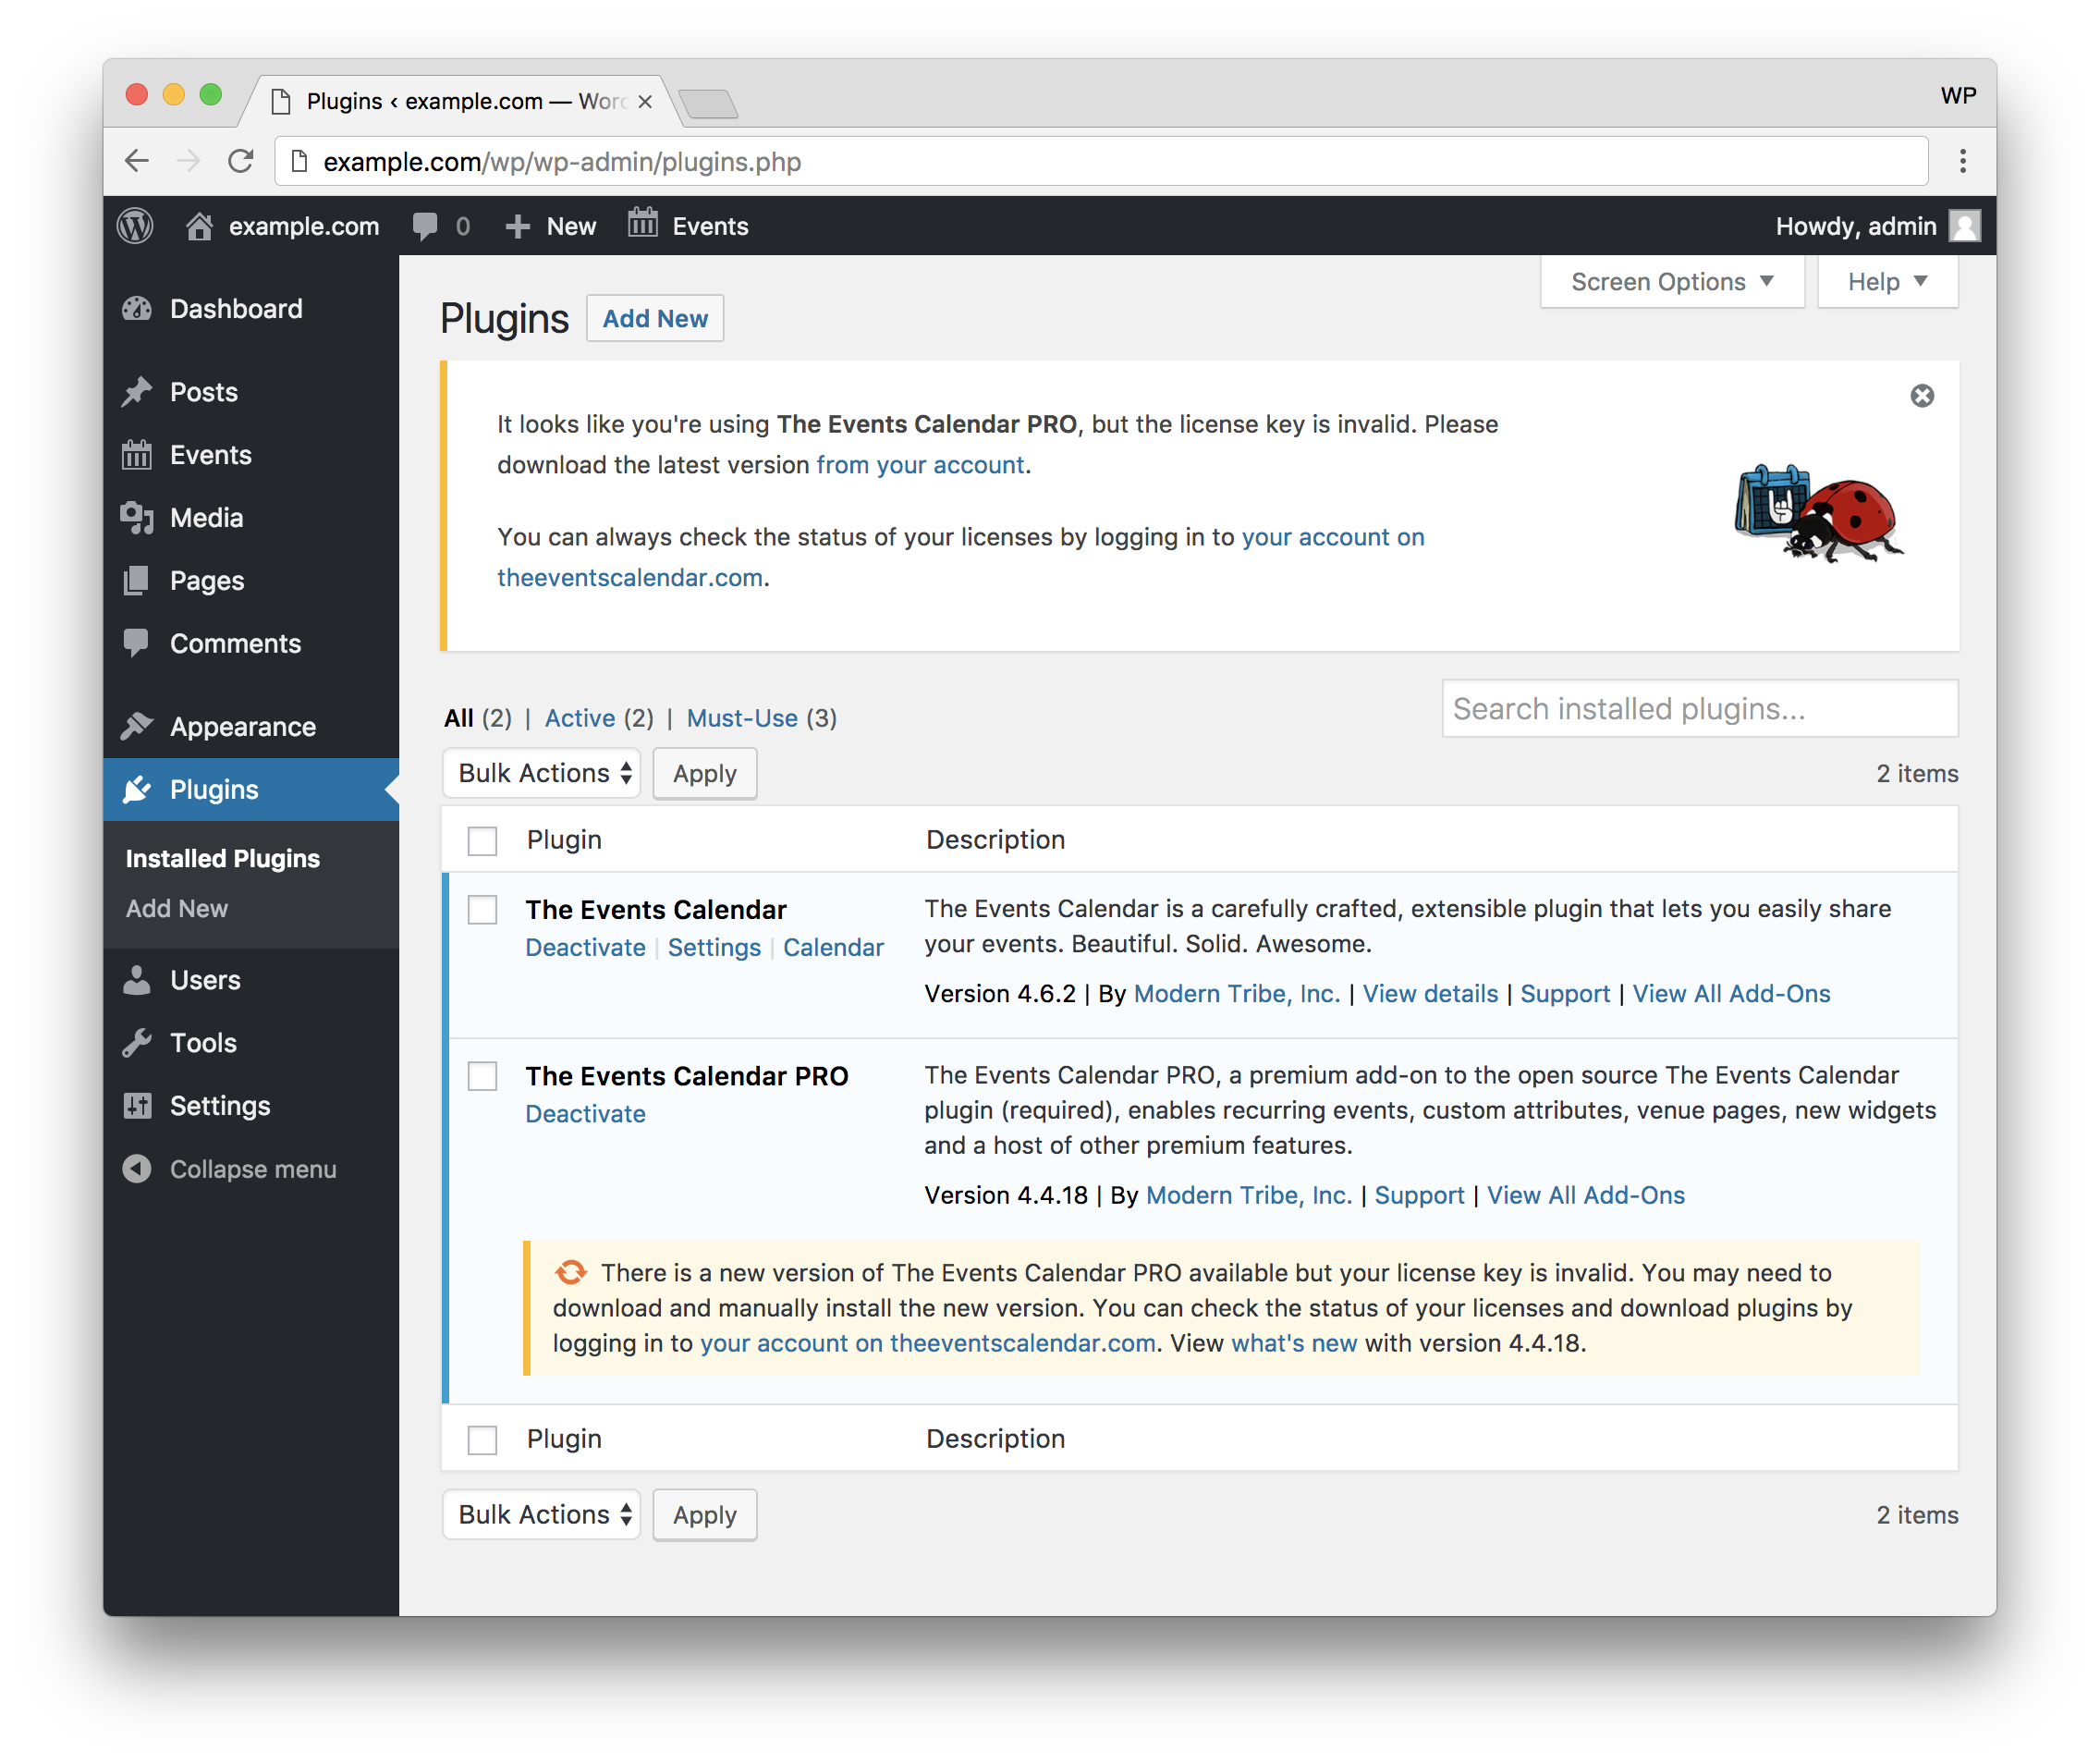 Plugins ‹ example.com — Word
WP
example.com/wp/wp-admin/plugins.php
example.com 0 New Events Howdy, admin
Screen Options Help
Dashboard
Posts
Events
Media
Pages
Comments
Appearance
Plugins
Installed Plugins
Add New
Users
Tools
Settings
Collapse menu
Plugins Add New
It looks like you're using The Events Calendar PRO, but the license key is invalid. Please
download the latest version from your account.
You can always check the status of your licenses by logging in to your account on
theeventscalendar.com.
All (2) | Active (2) | Must-Use (3)
Search installed plugins...
Bulk Actions Apply 2 items
Plugin Description
The Events Calendar
Deactivate | Settings | Calendar
The Events Calendar is a carefully crafted, extensible plugin that lets you easily share
your events. Beautiful. Solid. Awesome.
Version 4.6.2 | By Modern Tribe, Inc. | View details | Support | View All Add-Ons
The Events Calendar PRO
Deactivate
The Events Calendar PRO, a premium add-on to the open source The Events Calendar
plugin (required), enables recurring events, custom attributes, venue pages, new widgets
and a host of other premium features.
Version 4.4.18 | By Modern Tribe, Inc. | Support | View All Add-Ons
There is a new version of The Events Calendar PRO available but your license key is invalid. You may need to
download and manually install the new version. You can check the status of your licenses and download plugins by
logging in to your account on theeventscalendar.com. View what's new with version 4.4.18.
Plugin Description
Bulk Actions Apply 2 items